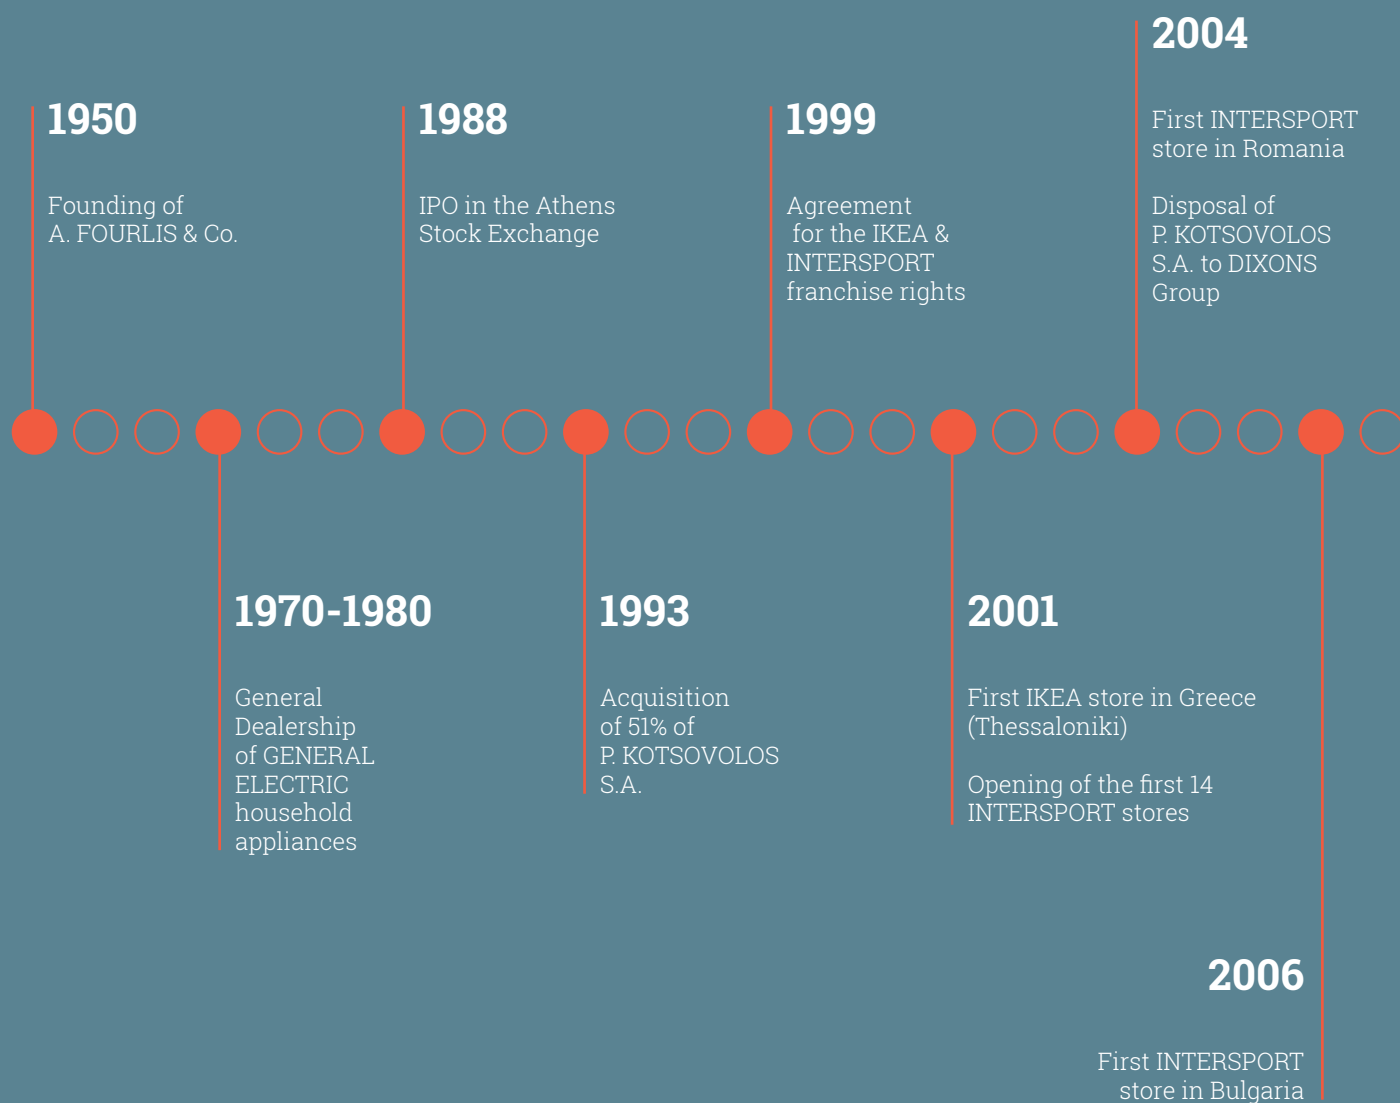 1950
Founding of
A. FOURLIS & Co.
1970-1980
General
Dealership
of GENERAL
ELECTRIC
household
appliances
1988
IPO in the Athens
Stock Exchange
1993
Acquisition
of 51% of
P. KOTSOVOLOS
S.A.
1999
Agreement
for the IKEA &
INTERSPORT
franchise rights
2001
First IKEA store in Greece
(Thessaloniki)
Opening of the first 14
INTERSPORT stores
2004
First INTERSPORT
store in Romania
Disposal of
P. KOTSOVOLOS
S.A. to DIXONS
Group
2006
First INTERSPORT
store in Bulgaria